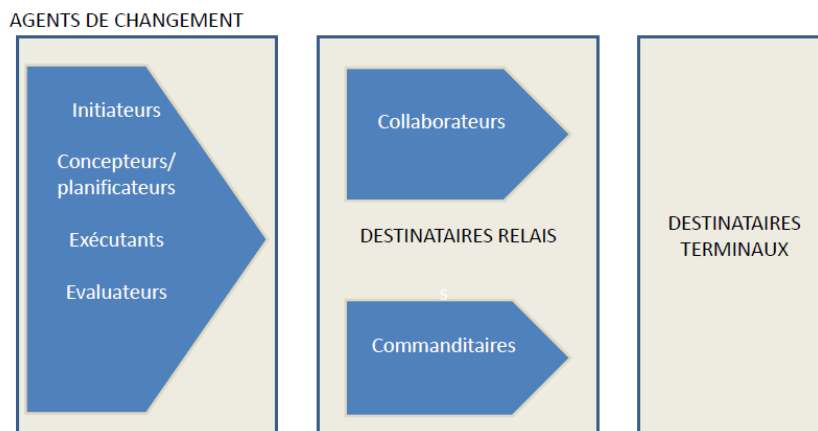 AGENTS DE CHANGEMENT
Initiateurs
Concepteurs/
planificateurs
Exécutants
Evaluateurs
Collaborateurs
DESTINATAIRES RELAIS
s
Commanditaires
DESTINATAIRES
TERMINAUX